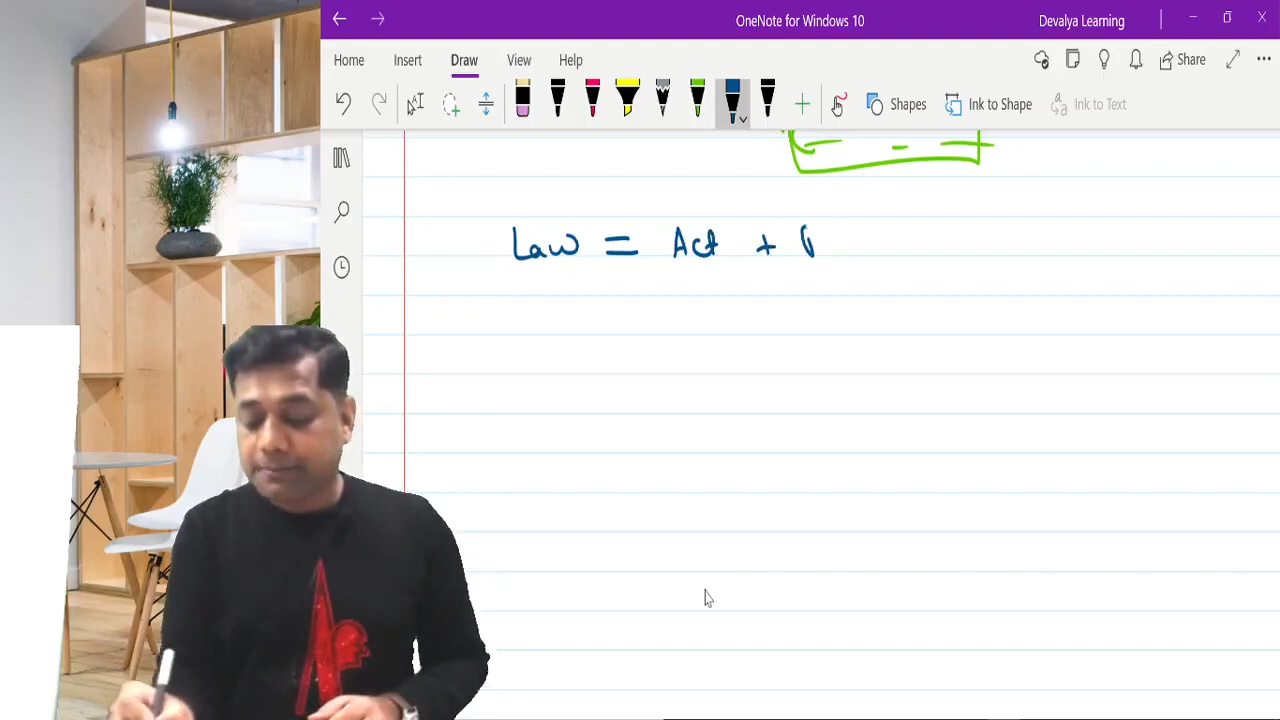 OneNote for Windows 10 Devalya Learning
Home Insert Draw View Help Share
Shapes Ink to Shape Ink to Text
Law = Act +